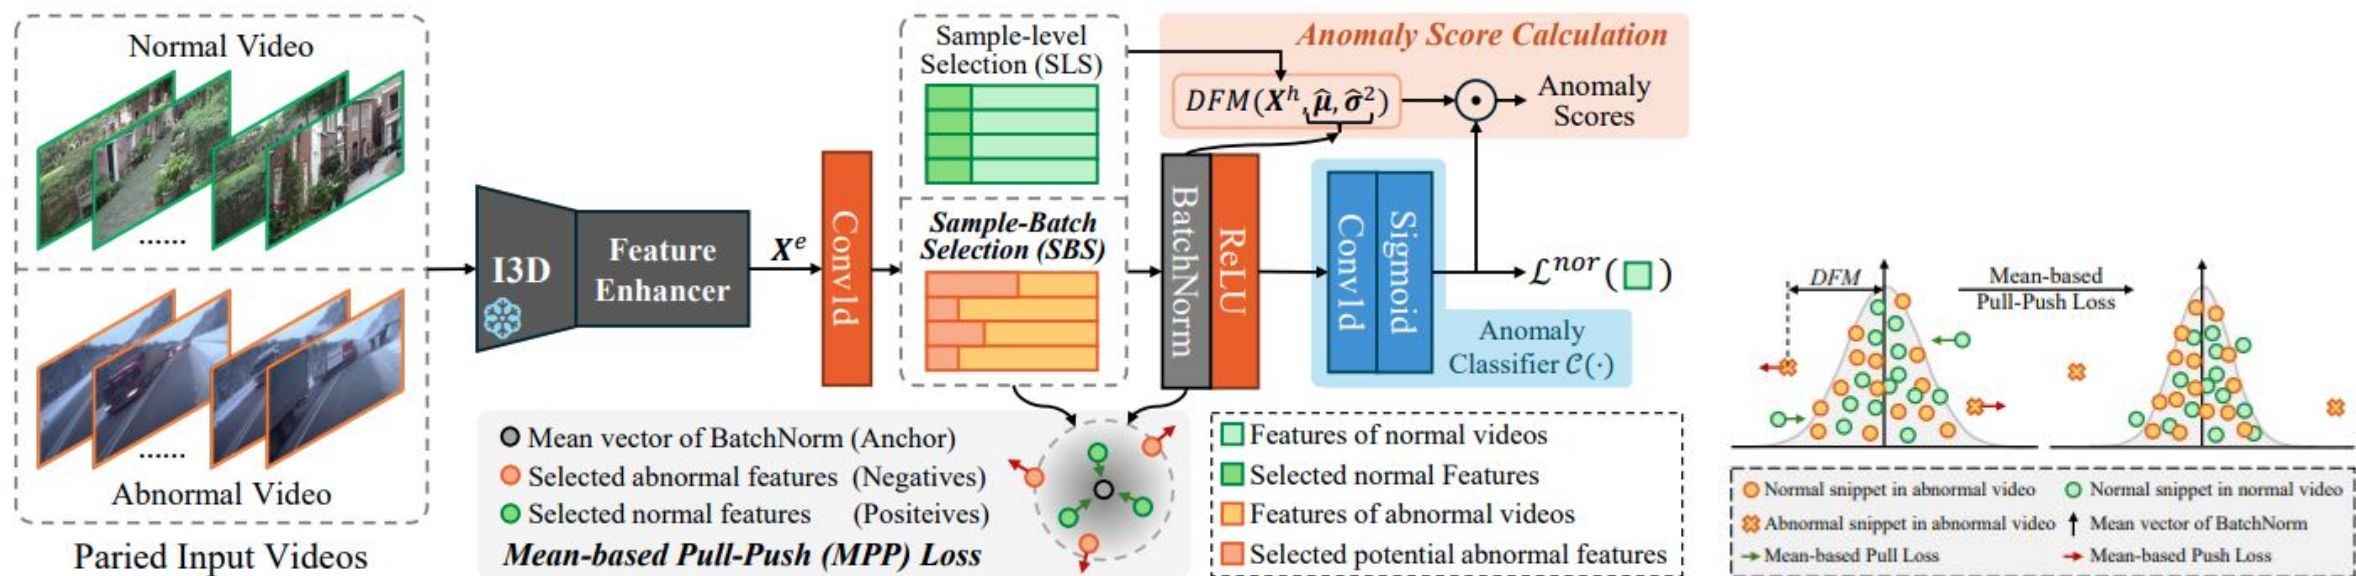 Normal Video
......
......
Abnormal Video
Paried Input Videos
I3D
Feature
Enhancer
X^e
Conv1d
Sample-level
Selection (SLS)
Sample-Batch
Selection (SBS)
BatchNorm
ReLU
Anomaly Score Calculation
DFM(X^h, μ̂, σ̂²)
Anomaly
Scores
Conv1d
Sigmoid
Anomaly
Classifier C(·)
ℒ^nor( )
Mean vector of BatchNorm (Anchor)
Selected abnormal features (Negatives)
Selected normal features (Positeives)
Mean-based Pull-Push (MPP) Loss
Features of normal videos
Selected normal Features
Features of abnormal videos
Selected potential abnormal features
DFM
Mean-based
Pull-Push Loss
Normal snippet in abnormal video
Normal snippet in normal video
Abnormal snippet in abnormal video
Mean vector of BatchNorm
Mean-based Pull Loss
Mean-based Push Loss